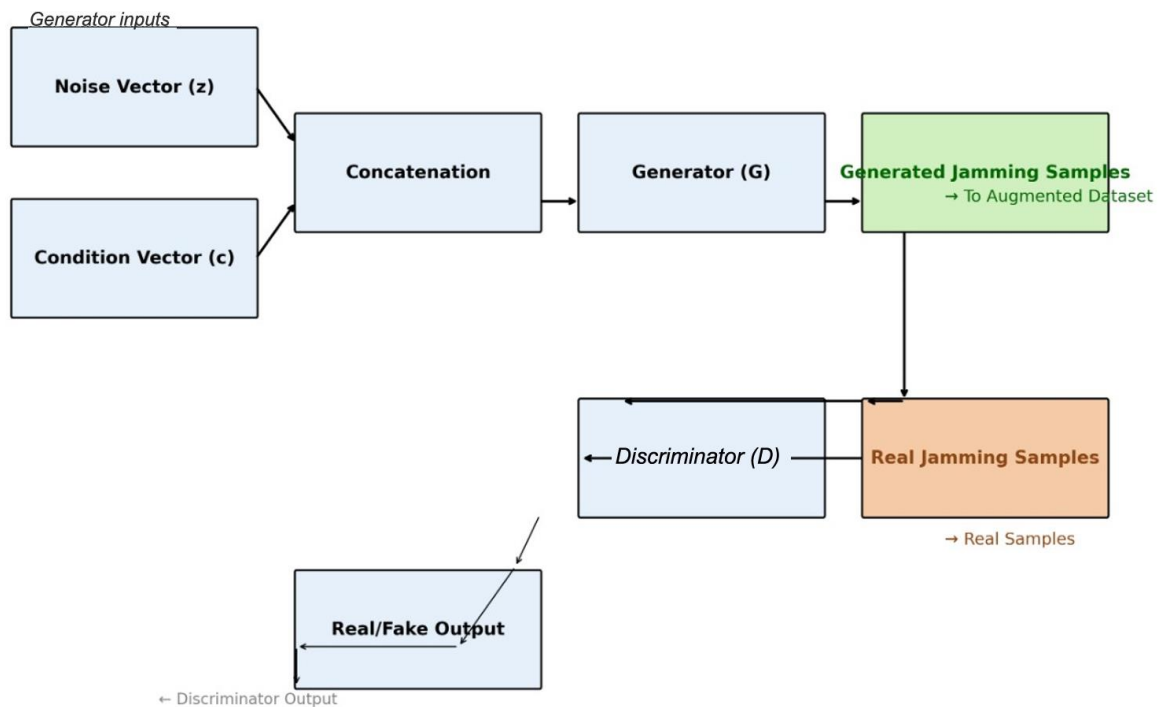 Generator inputs
Noise Vector (z)
Concatenation
Generator (G)
Generated Jamming Samples
→ To Augmented Dataset
Condition Vector (c)
Discriminator (D)
Real Jamming Samples
→ Real Samples
Real/Fake Output
← Discriminator Output